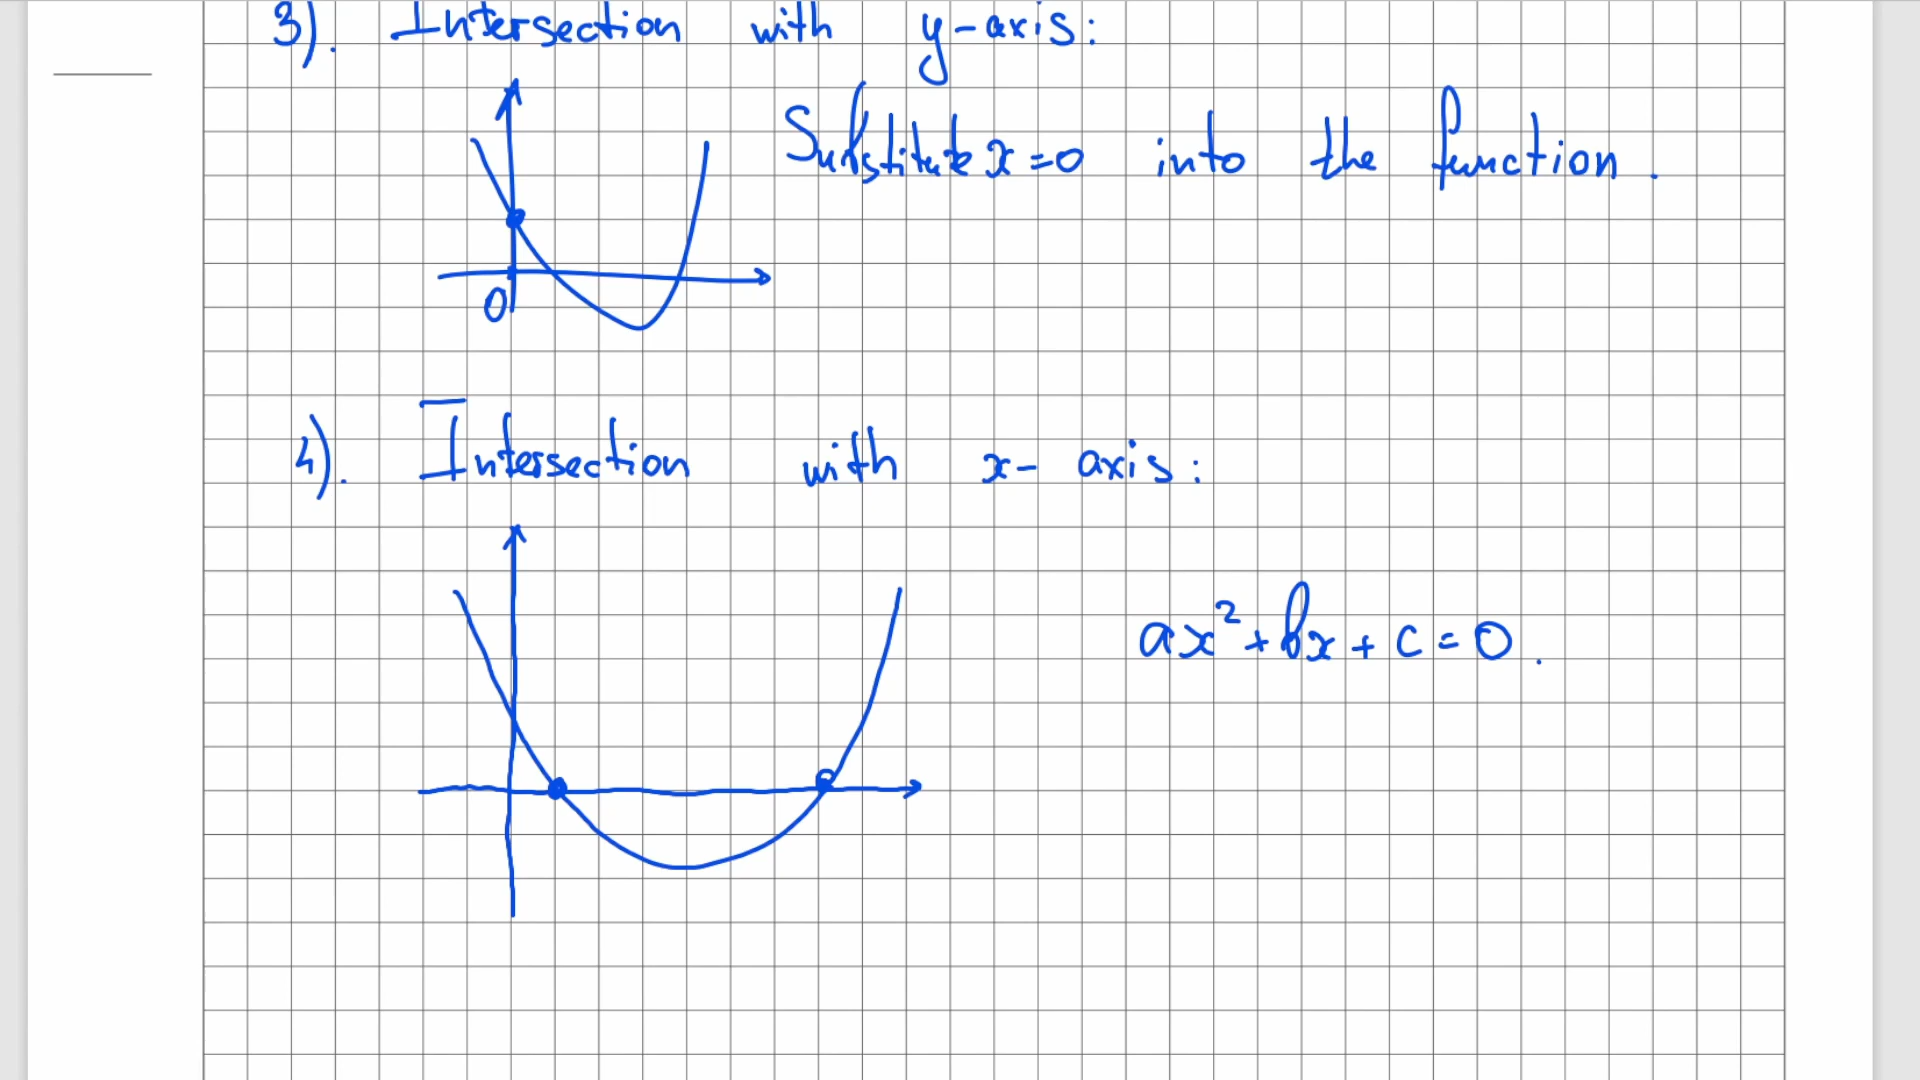 3). Intersection with y-axis:
Substitute x=0 into the function.
0
4). Intersection with x- axis:
ax²+bx+c=0.